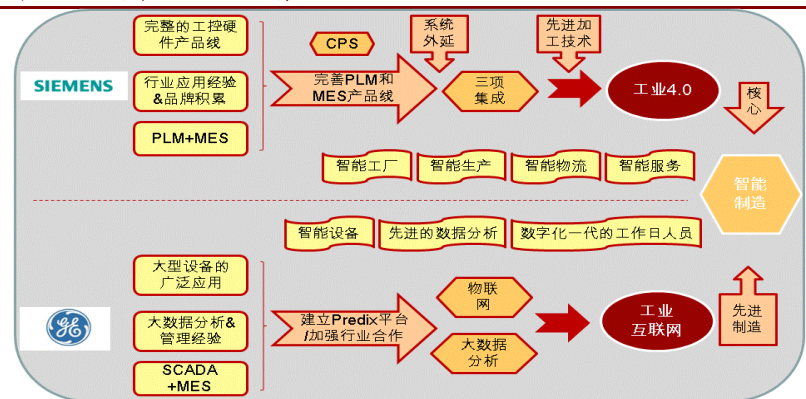 完整的工控硬
件产品线
SIEMENS
行业应用经验
&品牌积累
PLM+MES
CPS
完善PLM和
MES产品线
系统
外延
三项
集成
先进加
工技术
工业4.0
核
心
智能工厂
智能生产
智能物流
智能服务
智能
制造
智能设备
先进的数据分析
数字化一代的工作日人员
大型设备的
广泛应用
大数据分析&
管理经验
SCADA
+MES
建立Predix平台
/加强行业合作
物联
网
大数据
分析
工业
互联网
先进
制造